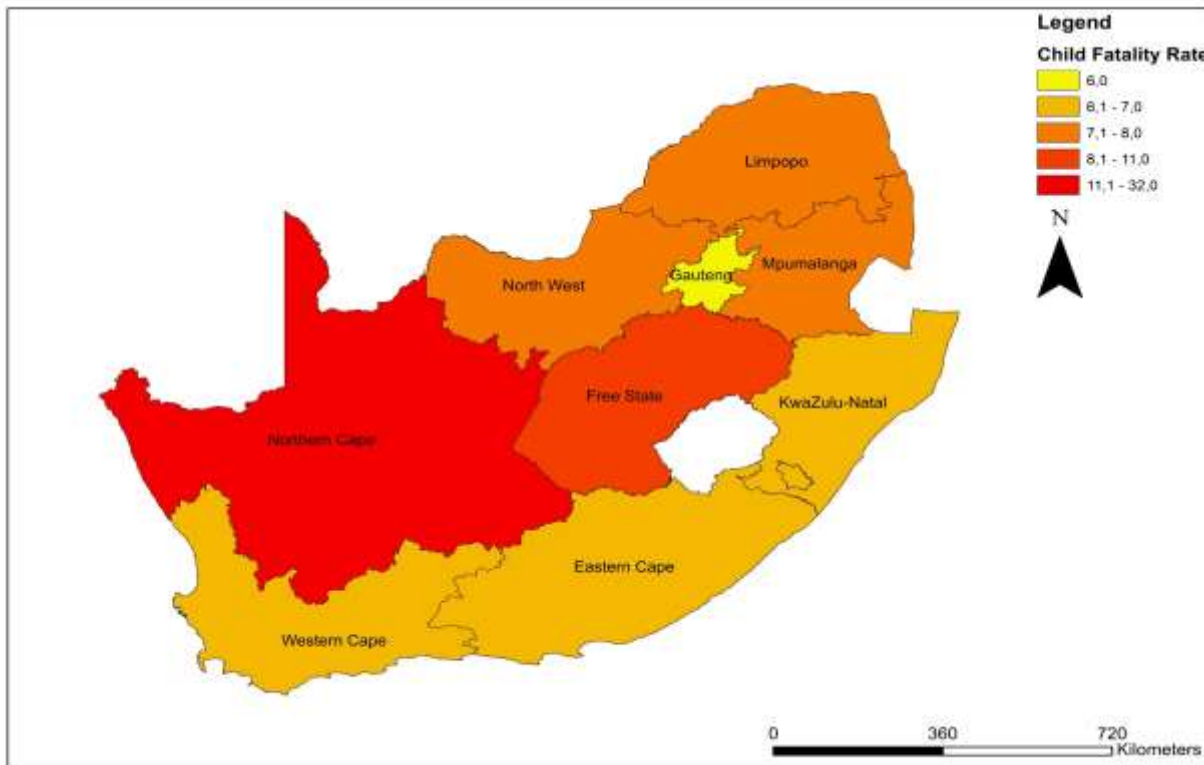 Legend
Child Fatality Rate
6,0
6,1 - 7,0
7,1 - 8,0
8,1 - 11,0
11,1 - 32,0
N
Limpopo
Mpumalanga
Gauteng
North West
Free State
KwaZulu-Natal
Northern Cape
Eastern Cape
Western Cape
0 360 720
Kilometers